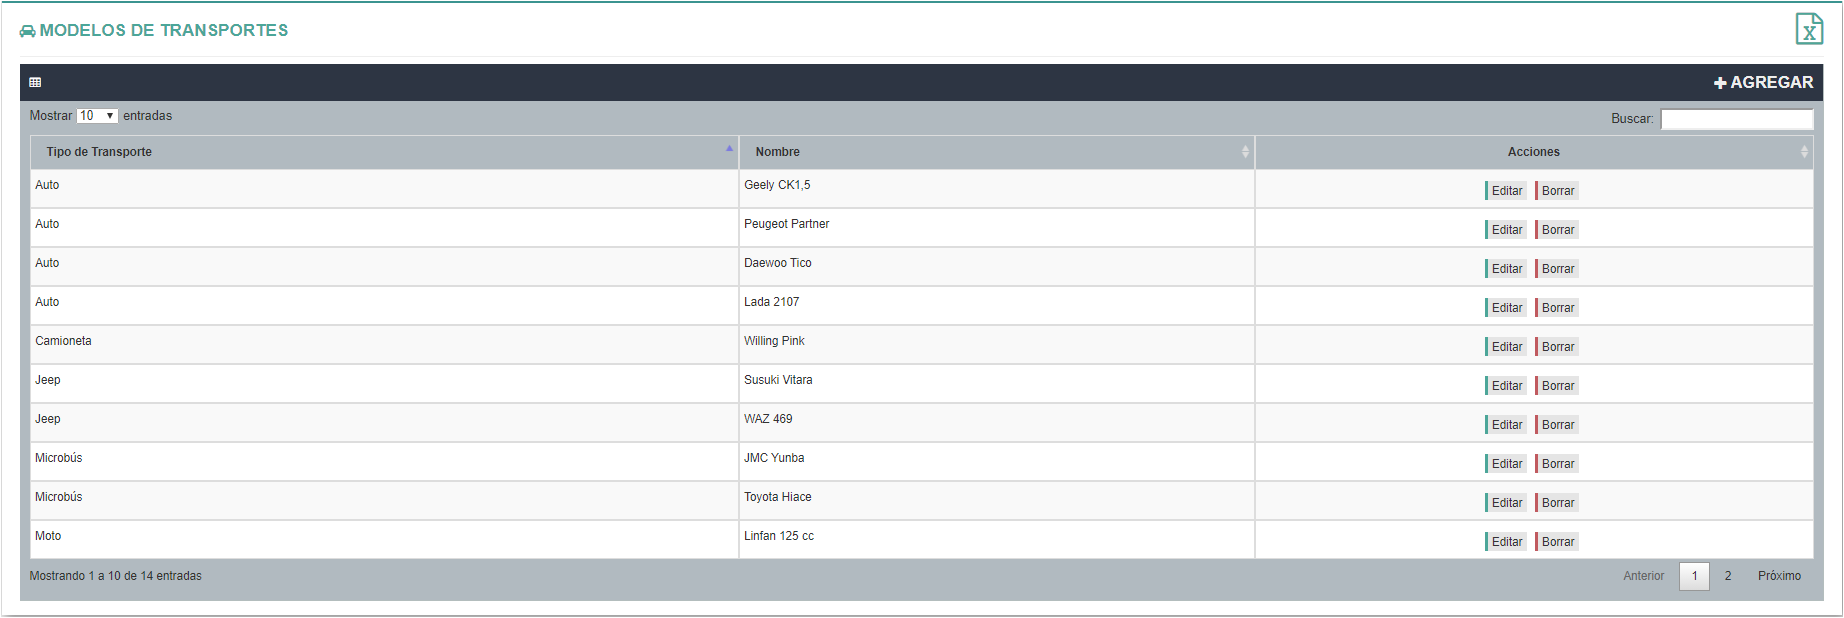 MODELOS DE TRANSPORTES
AGREGAR
Mostrar 10 entradas
Buscar:
Tipo de Transporte Nombre Acciones
Auto Geely CK1,5 Editar Borrar
Auto Peugeot Partner Editar Borrar
Auto Daewoo Tico Editar Borrar
Auto Lada 2107 Editar Borrar
Camioneta Willing Pink Editar Borrar
Jeep Susuki Vitara Editar Borrar
Jeep WAZ 469 Editar Borrar
Microbús JMC Yunba Editar Borrar
Microbús Toyota Hiace Editar Borrar
Moto Linfan 125 cc Editar Borrar
Mostrando 1 a 10 de 14 entradas
Anterior 1 2 Próximo